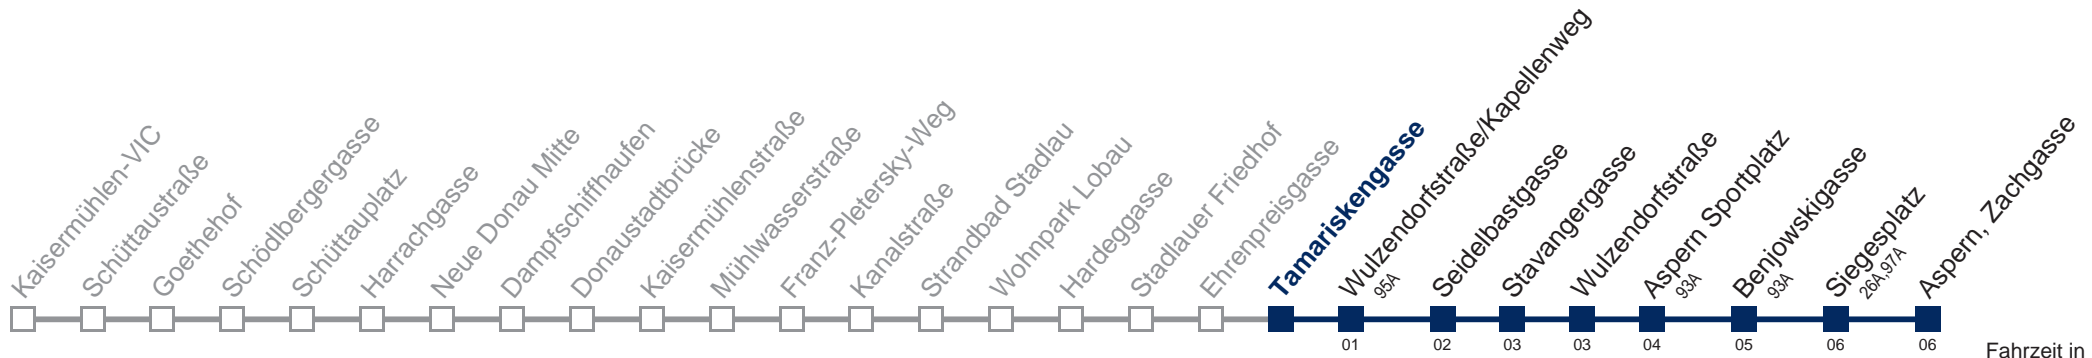 Kaisermühlen-VIC
Schüttaustraße
Goethehof
Schödlbergergasse
Schüttauplatz
Harrachgasse
Neue Donau Mitte
Dampfschiffhaufen
Donaustadtbrücke
Kaisermühlenstraße
Mühlwasserstraße
Franz-Pletersky-Weg
Kanalstraße
Strandbad Stadlau
Wohnpark Lobau
Hardeggasse
Stadlauer Friedhof
Ehrenpreisgasse
Tamariskengasse
Wulzendorfstraße/Kapellenweg
95A
Seidelbastgasse
Stavangergasse
Wulzendorfstraße
Aspern Sportplatz
93A
Benjowskigasse
93A
Siegesplatz
26A,97A
Aspern, Zachgasse
01 02 03 03 04 05 06 06
Fahrzeit in